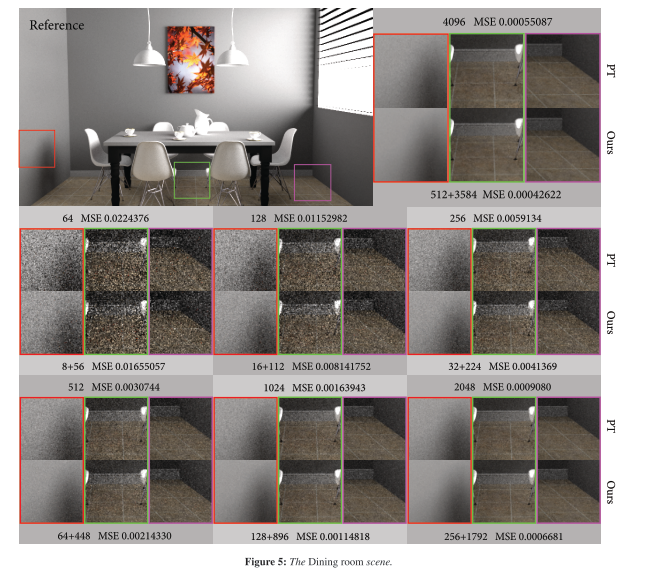 Reference
4096 MSE 0.00055087
PT
Ours
512+3584 MSE 0.00042622
64 MSE 0.0224376
128 MSE 0.01152982
256 MSE 0.0059134
PT
Ours
8+56 MSE 0.01655057
16+112 MSE 0.008141752
32+224 MSE 0.0041369
512 MSE 0.0030744
1024 MSE 0.00163943
2048 MSE 0.0009080
PT
Ours
64+448 MSE 0.00214330
128+896 MSE 0.00114818
256+1792 MSE 0.0006681
Figure 5: The Dining room scene.